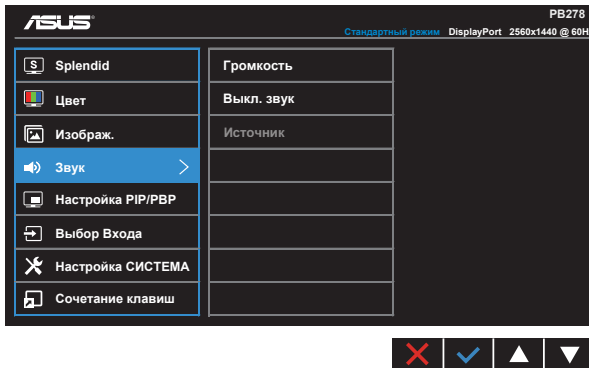 ASUS
PB278
Стандартный режим DisplayPort 2560x1440 @ 60H
S Splendid
Цвет
Изображ.
Звук
Настройка PIP/PBP
Выбор Входа
Настройка СИСТЕМА
Сочетание клавиш
Громкость
Выкл. звук
Источник